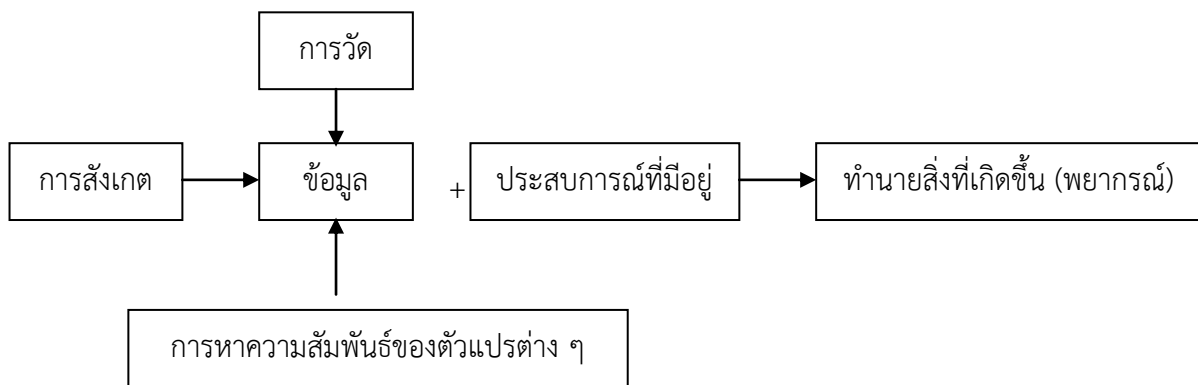 การวัด
การสังเกต
ข้อมูล
+
ประสบการณ์ที่มีอยู่
ทำนายสิ่งที่เกิดขึ้น (พยากรณ์)
การหาความสัมพันธ์ของตัวแปรต่าง ๆ